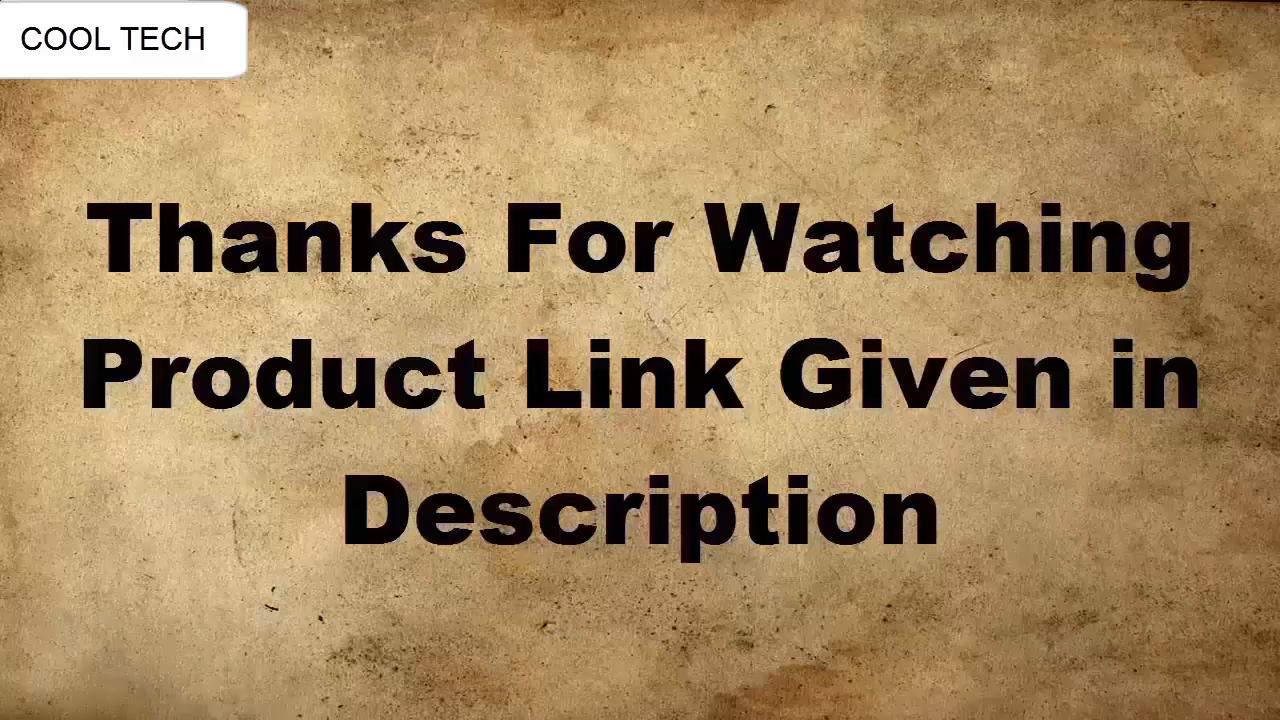 COOL TECH
Thanks For Watching
Product Link Given in
Description